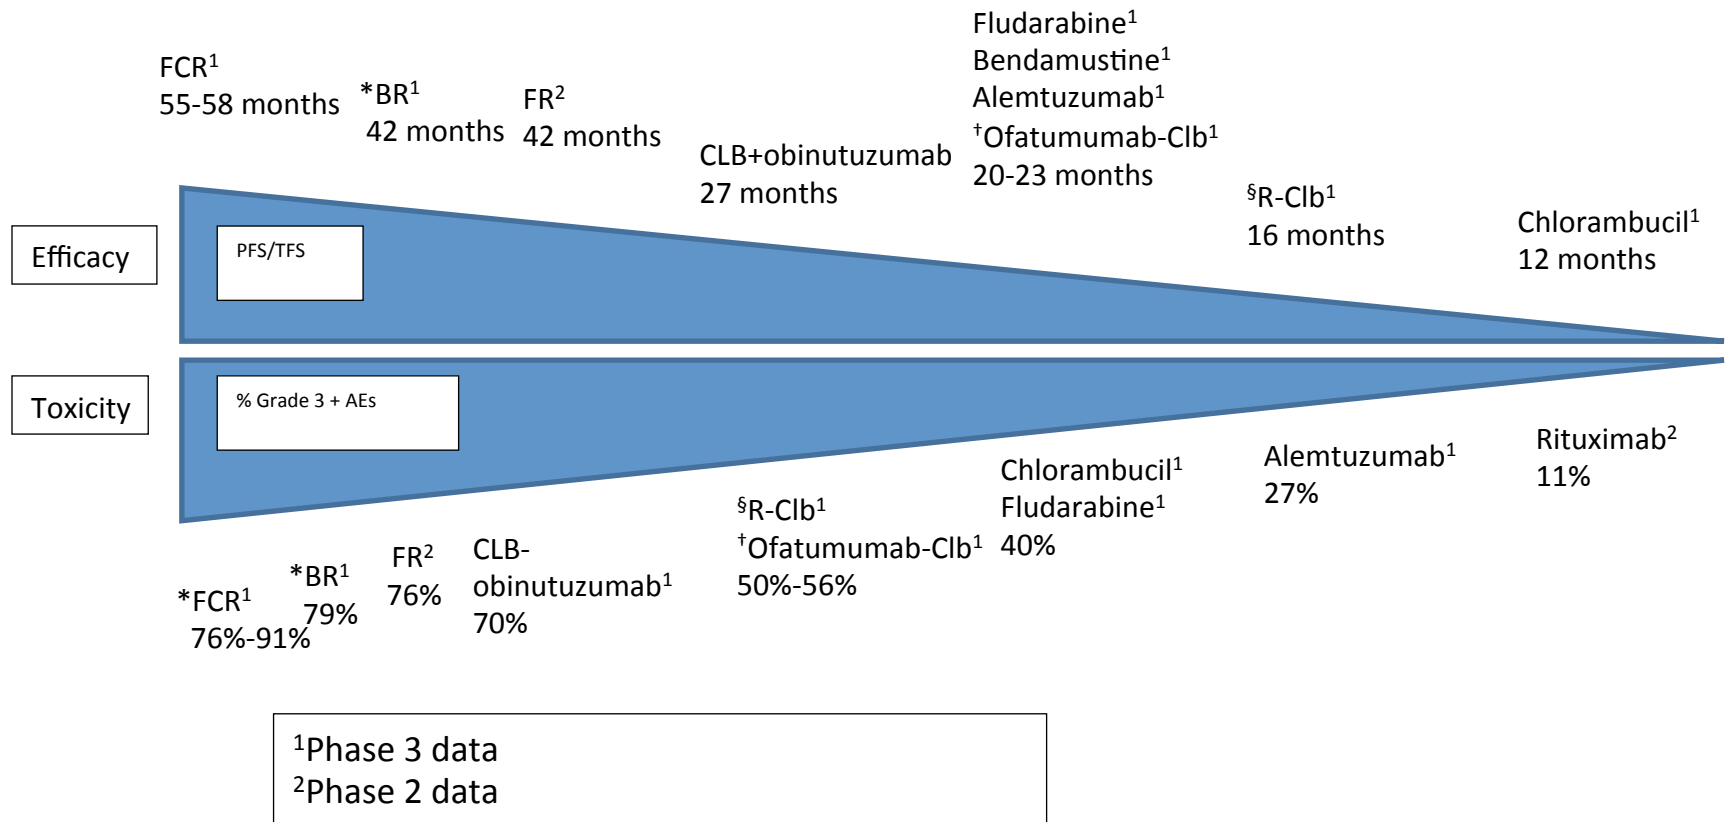 FCR¹
55-58 months
*BR¹
42 months
FR²
42 months
CLB+obinutuzumab
27 months
Fludarabine¹
Bendamustine¹
Alemtuzumab¹
†Ofatumumab-Clb¹
20-23 months
§R-Clb¹
16 months
Chlorambucil¹
12 months
Efficacy
PFS/TFS
Toxicity
% Grade 3 + AEs
*FCR¹
76%-91%
*BR¹
79%
FR²
76%
CLB-
obinutuzumab¹
70%
§R-Clb¹
†Ofatumumab-Clb¹
50%-56%
Chlorambucil¹
Fludarabine¹
40%
Alemtuzumab¹
27%
Rituximab²
11%
¹Phase 3 data
²Phase 2 data